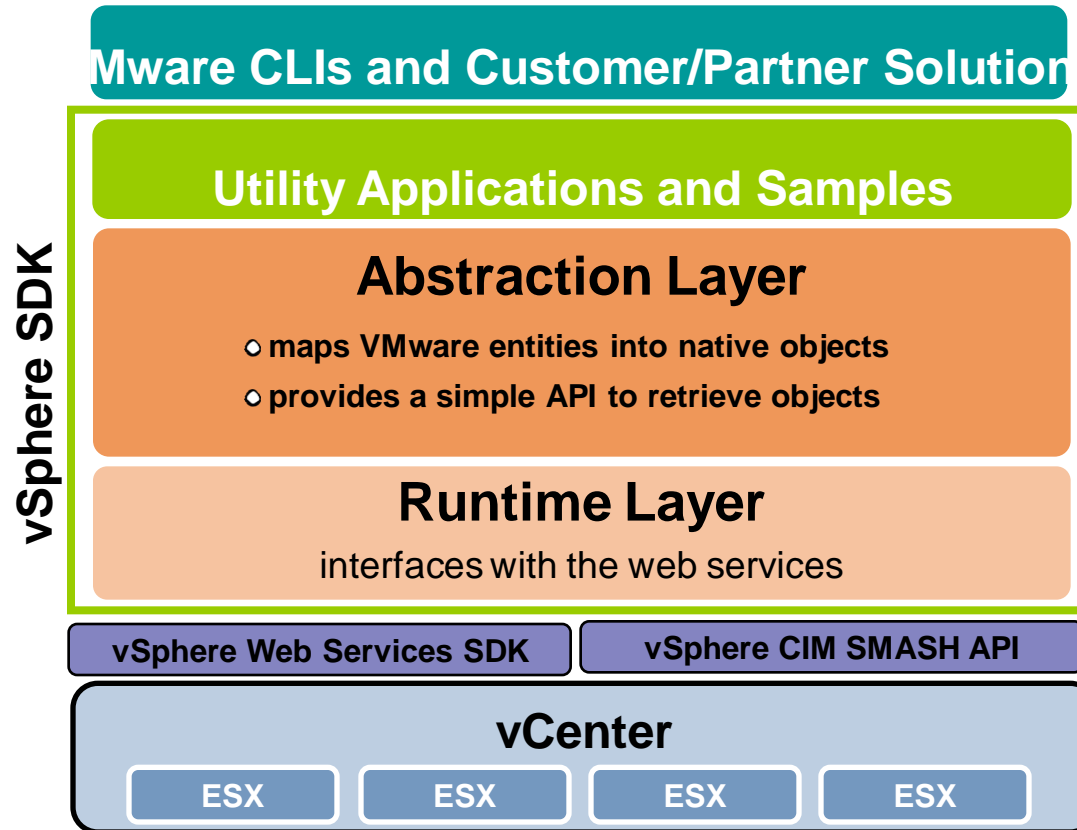 Mware CLIs and Customer/Partner Solution
vSphere SDK
Utility Applications and Samples
Abstraction Layer
maps VMware entities into native objects
provides a simple API to retrieve objects
Runtime Layer
interfaces with the web services
vSphere Web Services SDK
vSphere CIM SMASH API
vCenter
ESX
ESX
ESX
ESX